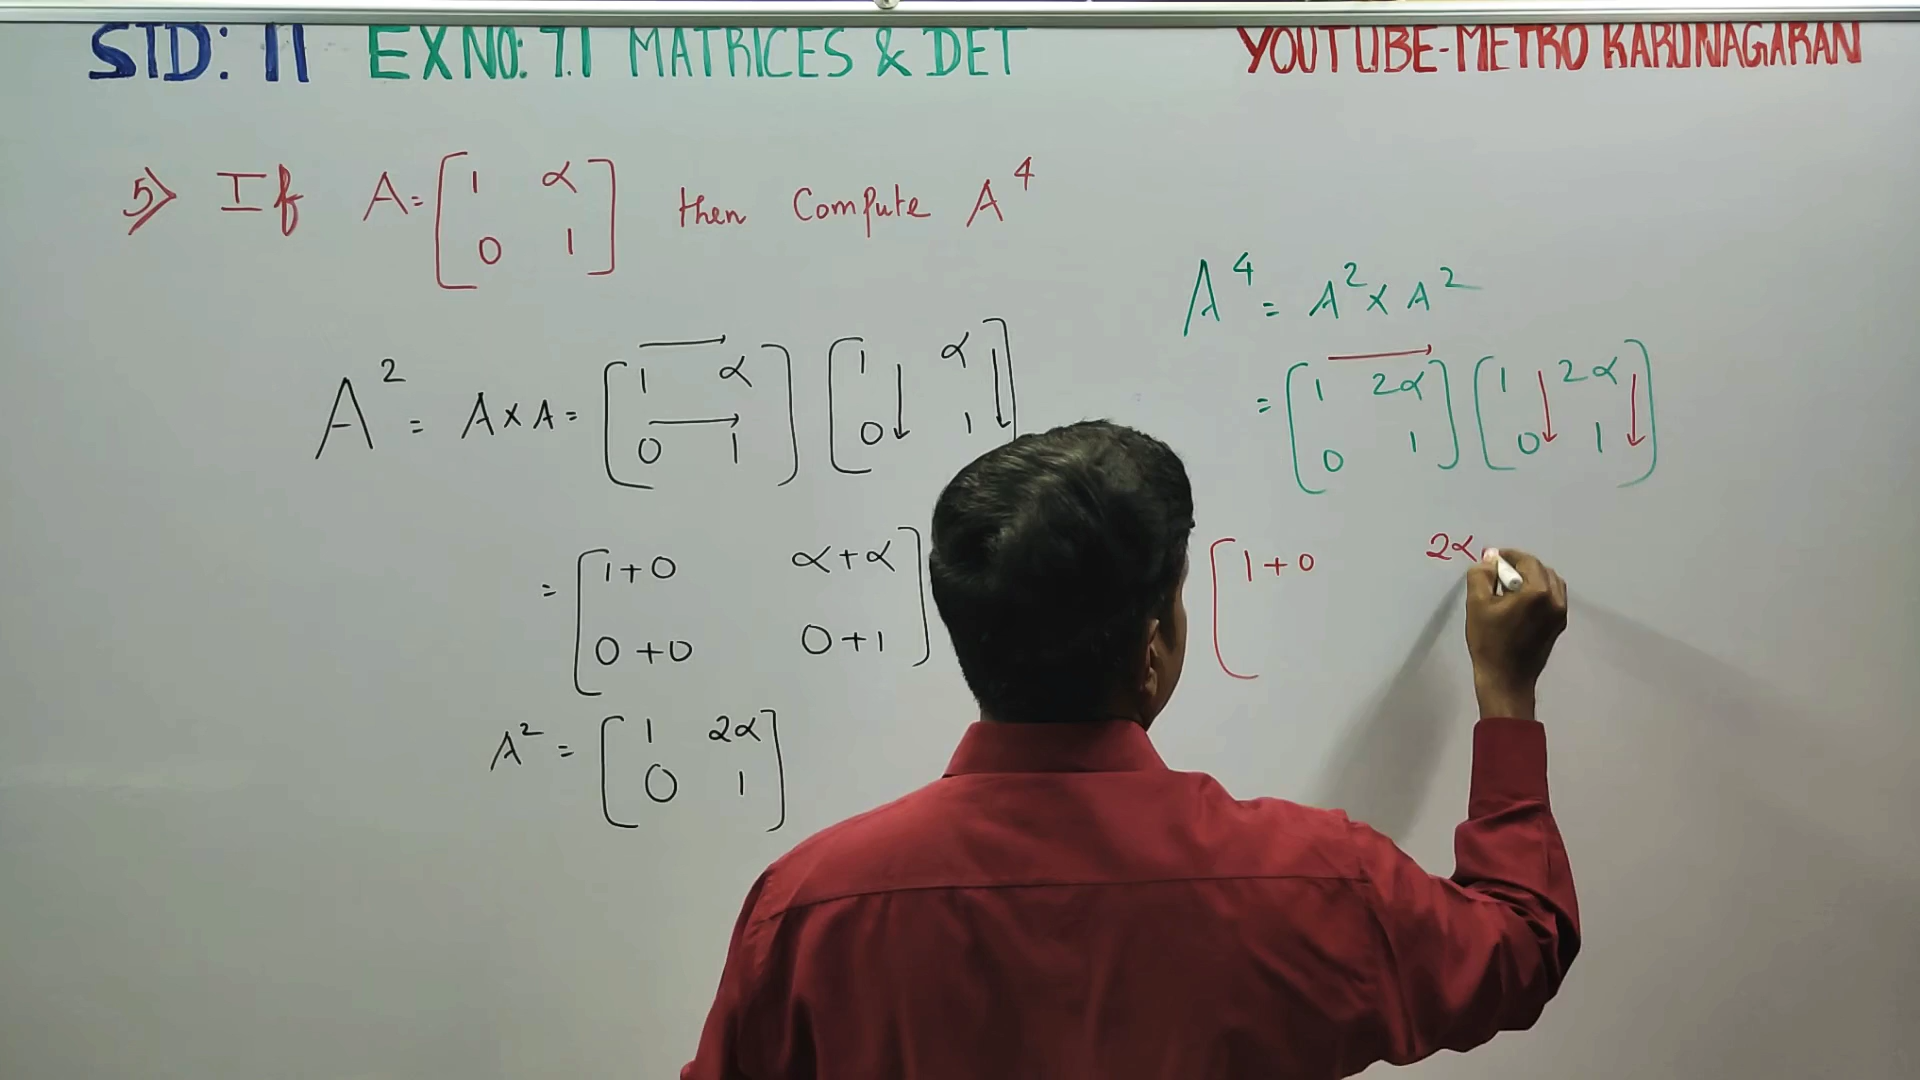 STD: 11 EX NO: 7.1 MATRICES & DET YOUTUBE-METRO KARUNAGARAN
5) If A = [1 α
0 1] then Compute A⁴
A² = A × A = [1 α
0 1] [1 α
0 1]
= [1+0 α+α
0+0 0+1]
A² = [1 2α
0 1]
A⁴ = A² × A²
= [1 2α
0 1] [1 2α
0 1]
[1+0 2α